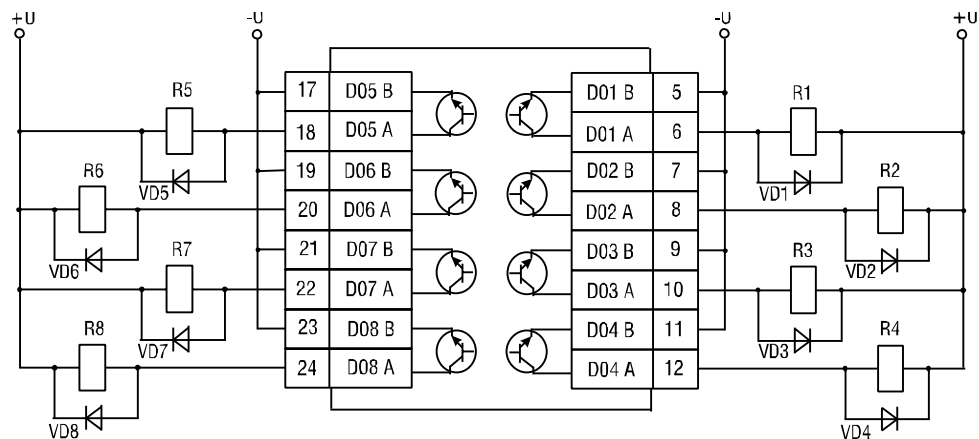 +U -U -U +U
R5 17 D05 B D01 B 5 R1
18 D05 A D01 A 6
R6 VD5 19 D06 B D02 B 7 VD1 R2
20 D06 A D02 A 8
VD6 R7 21 D07 B D03 B 9 R3 VD2
22 D07 A D03 A 10
R8 VD7 23 D08 B D04 B 11 VD3 R4
24 D08 A D04 A 12
VD8 VD4